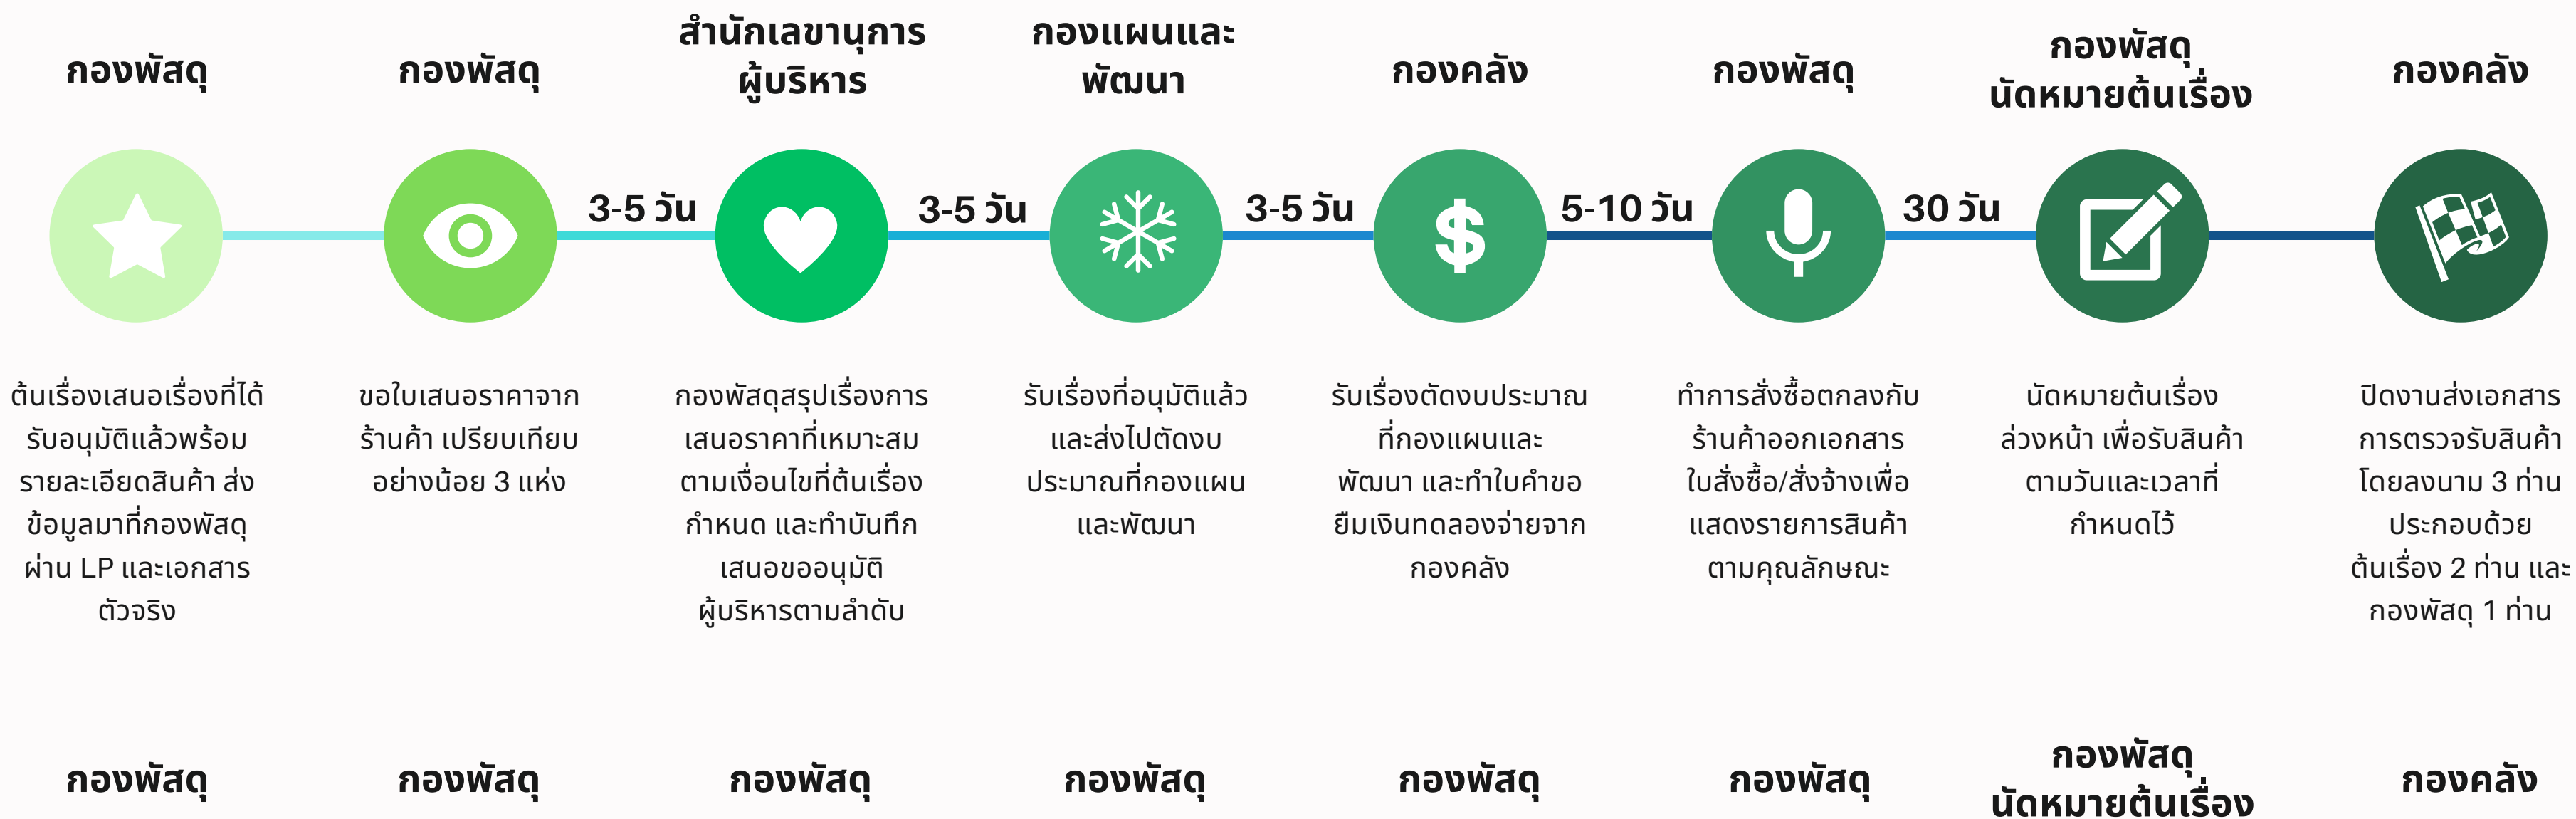 กองพัสดุ
กองพัสดุ
สำนักเลขานุการ
ผู้บริหาร
กองแผนและ
พัฒนา
กองคลัง
กองพัสดุ
กองพัสดุ
นัดหมายต้นเรื่อง
กองคลัง
3-5 วัน
3-5 วัน
3-5 วัน
5-10 วัน
30 วัน
ต้นเรื่องเสนอเรื่องที่ได้
รับอนุมัติแล้วพร้อม
รายละเอียดสินค้า ส่ง
ข้อมูลมาที่กองพัสดุ
ผ่าน LP และเอกสาร
ตัวจริง
ขอใบเสนอราคาจาก
ร้านค้า เปรียบเทียบ
อย่างน้อย 3 แห่ง
กองพัสดุสรุปเรื่องการ
เสนอราคาที่เหมาะสม
ตามเงื่อนไขที่ต้นเรื่อง
กำหนด และทำบันทึก
เสนอขออนุมัติ
ผู้บริหารตามลำดับ
รับเรื่องที่อนุมัติแล้ว
และส่งไปตัดงบ
ประมาณที่กองแผน
และพัฒนา
รับเรื่องตัดงบประมาณ
ที่กองแผนและ
พัฒนา และทำใบคำขอ
ยืมเงินทดลองจ่ายจาก
กองคลัง
ทำการสั่งซื้อตกลงกับ
ร้านค้าออกเอกสาร
ใบสั่งซื้อ/สั่งจ้างเพื่อ
แสดงรายการสินค้า
ตามคุณลักษณะ
นัดหมายต้นเรื่อง
ล่วงหน้า เพื่อรับสินค้า
ตามวันและเวลาที่
กำหนดไว้
ปิดงานส่งเอกสาร
การตรวจรับสินค้า
โดยลงนาม 3 ท่าน
ประกอบด้วย
ต้นเรื่อง 2 ท่าน และ
กองพัสดุ 1 ท่าน
กองพัสดุ
กองพัสดุ
กองพัสดุ
กองพัสดุ
กองพัสดุ
กองพัสดุ
กองพัสดุ
นัดหมายต้นเรื่อง
กองคลัง